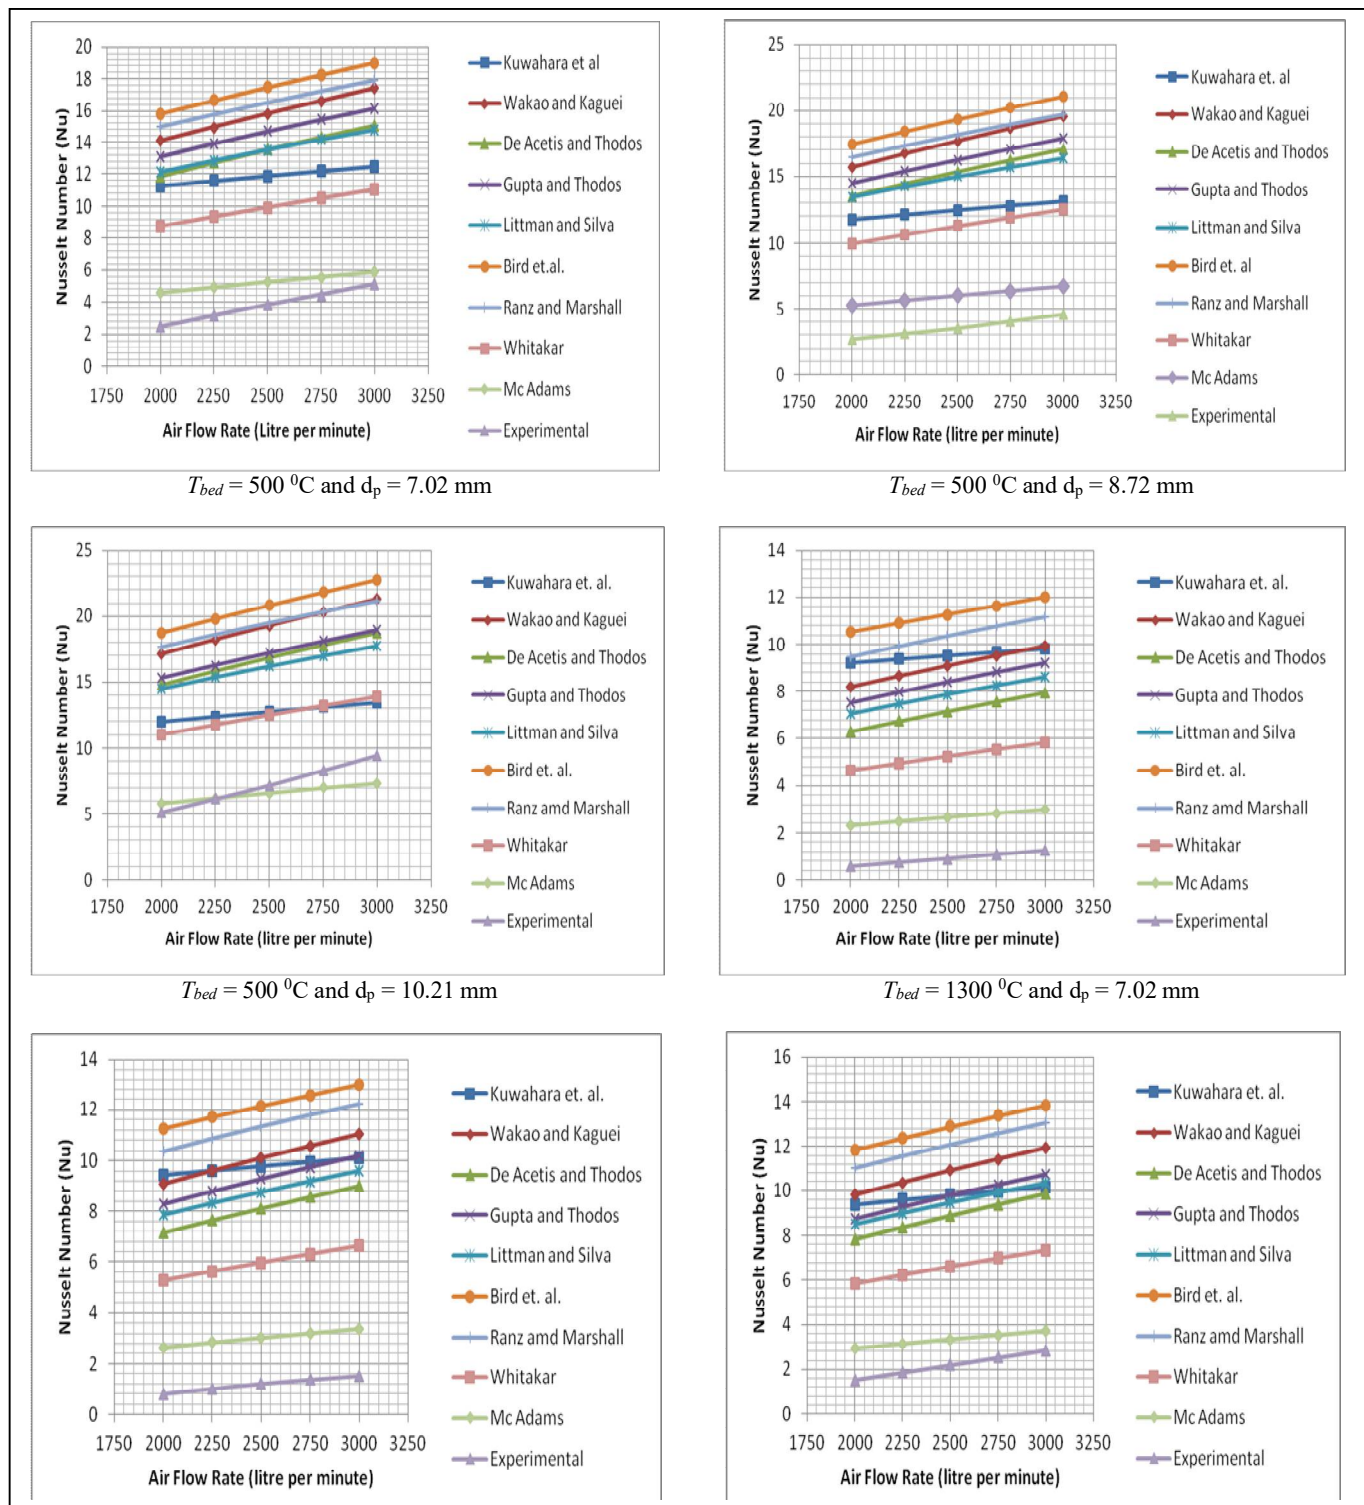 20
18
16
14
12
10
8
6
4
2
0
Nusselt Number (Nu)
1750 2000 2250 2500 2750 3000 3250
Air Flow Rate (Litre per minute)
Kuwahara et al
Wakao and Kaguei
De Acetis and Thodos
Gupta and Thodos
Littman and Silva
Bird et.al.
Ranz and Marshall
Whitakar
Mc Adams
Experimental
T_bed = 500 ⁰C and dₚ = 7.02 mm
25
20
15
10
5
0
Nusselt Number (Nu)
1750 2000 2250 2500 2750 3000 3250
Air Flow Rate (litre per minute)
Kuwahara et. al
Wakao and Kaguei
De Acetis and Thodos
Gupta and Thodos
Littman and Silva
Bird et. al
Ranz and Marshall
Whitakar
Mc Adams
Experimental
T_bed = 500 ⁰C and dₚ = 8.72 mm
25
20
15
10
5
0
Nusselt Number (Nu)
1750 2000 2250 2500 2750 3000 3250
Air Flow Rate (litre per minute)
Kuwahara et. al.
Wakao and Kaguei
De Acetis and Thodos
Gupta and Thodos
Littman and Silva
Bird et. al.
Ranz amd Marshall
Whitakar
Mc Adams
Experimental
T_bed = 500 ⁰C and dₚ = 10.21 mm
14
12
10
8
6
4
2
0
Nusselt Number (Nu)
1750 2000 2250 2500 2750 3000 3250
Air Flow Rate (litre per minute)
Kuwahara et. al.
Wakao and Kaguei
De Acetis and Thodos
Gupta and Thodos
Littman and Silva
Bird et. al.
Ranz amd Marshall
Whitakar
Mc Adams
Experimental
T_bed = 1300 ⁰C and dₚ = 7.02 mm
14
12
10
8
6
4
2
0
Nusselt Number (Nu)
1750 2000 2250 2500 2750 3000 3250
Air Flow Rate (litre per minute)
Kuwahara et. al.
Wakao and Kaguei
De Acetis and Thodos
Gupta and Thodos
Littman and Silva
Bird et. al.
Ranz amd Marshall
Whitakar
Mc Adams
Experimental
16
14
12
10
8
6
4
2
0
Nusselt Number (Nu)
1750 2000 2250 2500 2750 3000 3250
Air Flow Rate (litre per minute)
Kuwahara et. al.
Wakao and Kaguei
De Acetis and Thodos
Gupta and Thodos
Littman and Silva
Bird et. al.
Ranz amd Marshall
Whitakar
Mc Adams
Experimental